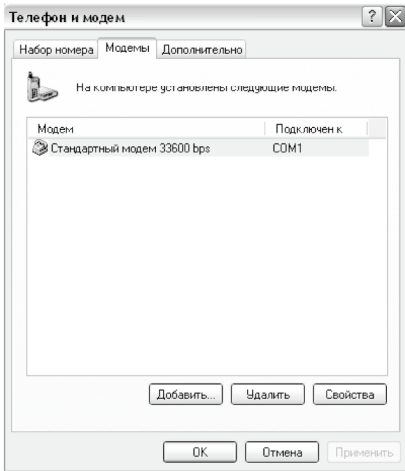 Телефон и модем
Набор номера Модемы Дополнительно
На компьютере установлены следующие модемы:
Модем Подключен к
Стандартный модем 33600 bps COM1
Добавить... Удалить Свойства
OK Отмена Применить